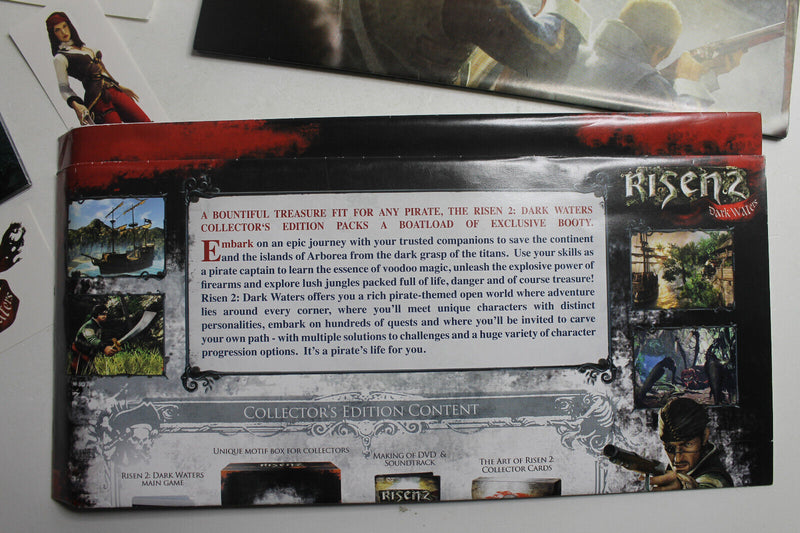 RISEN 2
Dark Waters
A BOUNTIFUL TREASURE FIT FOR ANY PIRATE, THE RISEN 2: DARK WATERS
COLLECTOR'S EDITION PACKS A BOATLOAD OF EXCLUSIVE BOOTY.
Embark on an epic journey with your trusted companions to save the continent
and the islands of Arborea from the dark grasp of the titans. Use your skills as
a pirate captain to learn the essence of voodoo magic, unleash the explosive power of
firearms and explore lush jungles packed full of life, danger and of course treasure!
Risen 2: Dark Waters offers you a rich pirate-themed open world where adventure
lies around every corner, where you'll meet unique characters with distinct
personalities, embark on hundreds of quests and where you'll be invited to carve
your own path - with multiple solutions to challenges and a huge variety of character
progression options. It's a pirate's life for you.
COLLECTOR'S EDITION CONTENT
RISEN 2: DARK WATERS
MAIN GAME
UNIQUE MOTIF BOX FOR COLLECTORS
RISEN 2
MAKING OF DVD &
SOUNDTRACK
RISEN 2
THE ART OF RISEN 2
COLLECTOR CARDS